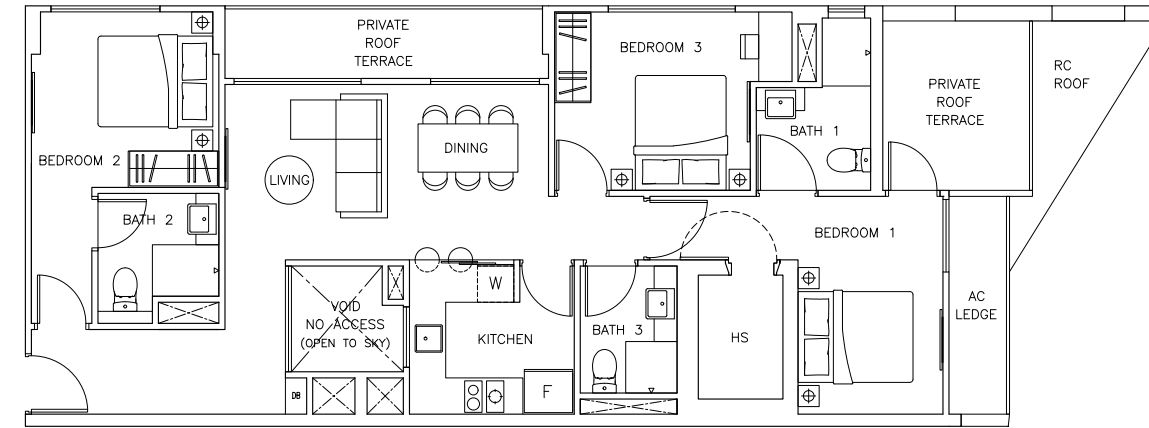 PRIVATE
ROOF
TERRACE
BEDROOM 3
RC
ROOF
PRIVATE
ROOF
TERRACE
BATH 1
DINING
BEDROOM 2
LIVING
BATH 2
BEDROOM 1
W
VOID
NO ACCESS
(OPEN TO SKY)
AC
LEDGE
BATH 3
KITCHEN
HS
F
DB